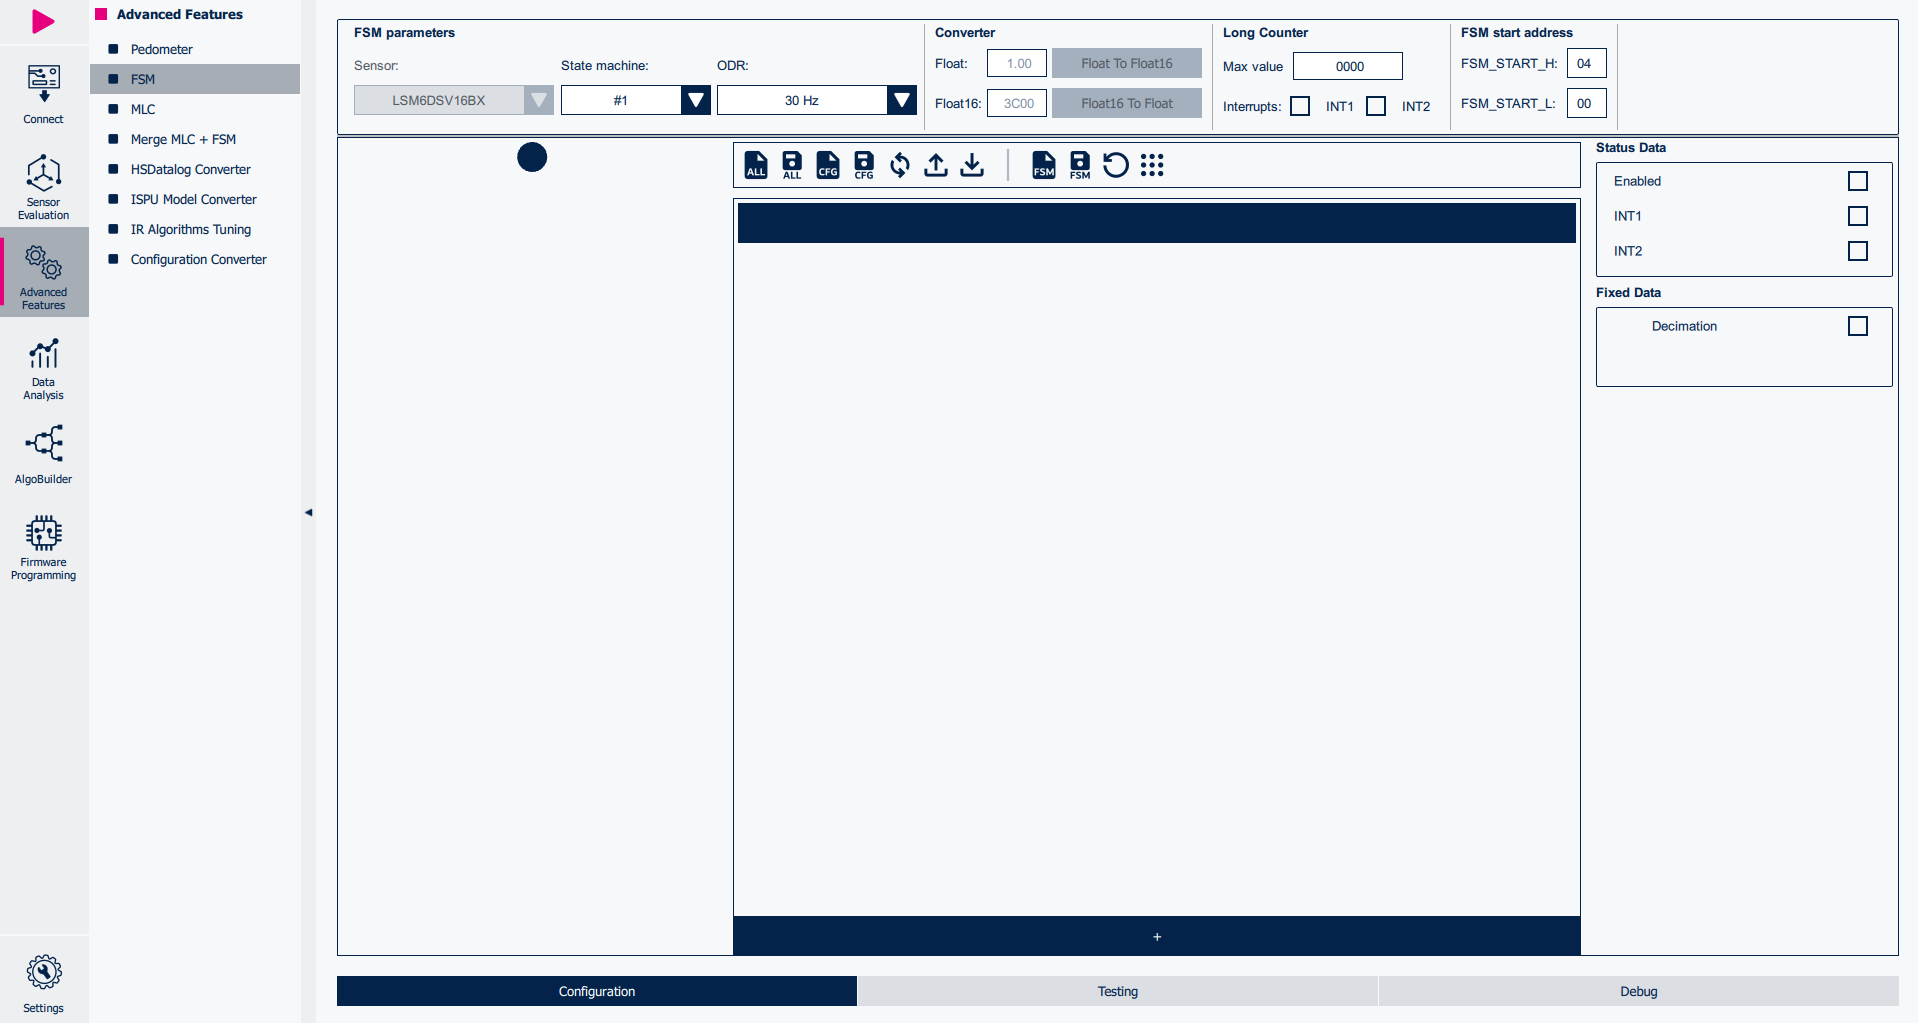 Advanced Features
Pedometer
FSM
MLC
Merge MLC + FSM
HSDatalog Converter
ISPU Model Converter
IR Algorithms Tuning
Configuration Converter
Connect
Sensor
Evaluation
Advanced
Features
Data
Analysis
AlgoBuilder
Firmware
Programming
Settings
FSM parameters
Sensor:
State machine:
ODR:
LSM6DSV16BX
#1
30 Hz
Converter
Float:
1.00
Float To Float16
Float16:
3C00
Float16 To Float
Long Counter
Max value
0000
Interrupts:
INT1
INT2
FSM start address
FSM_START_H:
04
FSM_START_L:
00
ALL
ALL
CFG
CFG
FSM
FSM
+
Status Data
Enabled
INT1
INT2
Fixed Data
Decimation
Configuration
Testing
Debug